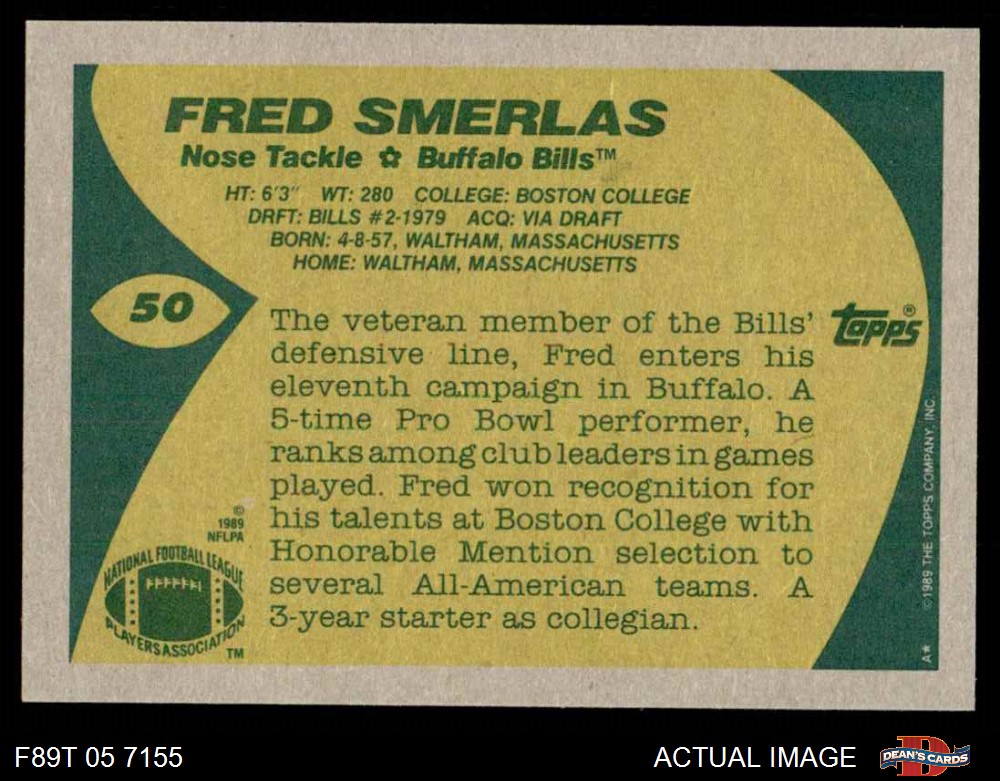 FRED SMERLAS
Nose Tackle ✿ Buffalo Bills™
HT: 6'3" WT: 280 COLLEGE: BOSTON COLLEGE
DRFT: BILLS #2-1979 ACQ: VIA DRAFT
BORN: 4-8-57, WALTHAM, MASSACHUSETTS
HOME: WALTHAM, MASSACHUSETTS
50
The veteran member of the Bills'
defensive line, Fred enters his
eleventh campaign in Buffalo. A
5-time Pro Bowl performer, he
ranks among club leaders in games
played. Fred won recognition for
his talents at Boston College with
Honorable Mention selection to
several All-American teams. A
3-year starter as collegian.
topps®
©
1989
NFLPA
NATIONAL FOOTBALL LEAGUE
PLAYERS ASSOCIATION
TM
A★ ©1989 THE TOPPS COMPANY, INC.
F89T 05 7155
ACTUAL IMAGE
DEAN'S CARDS